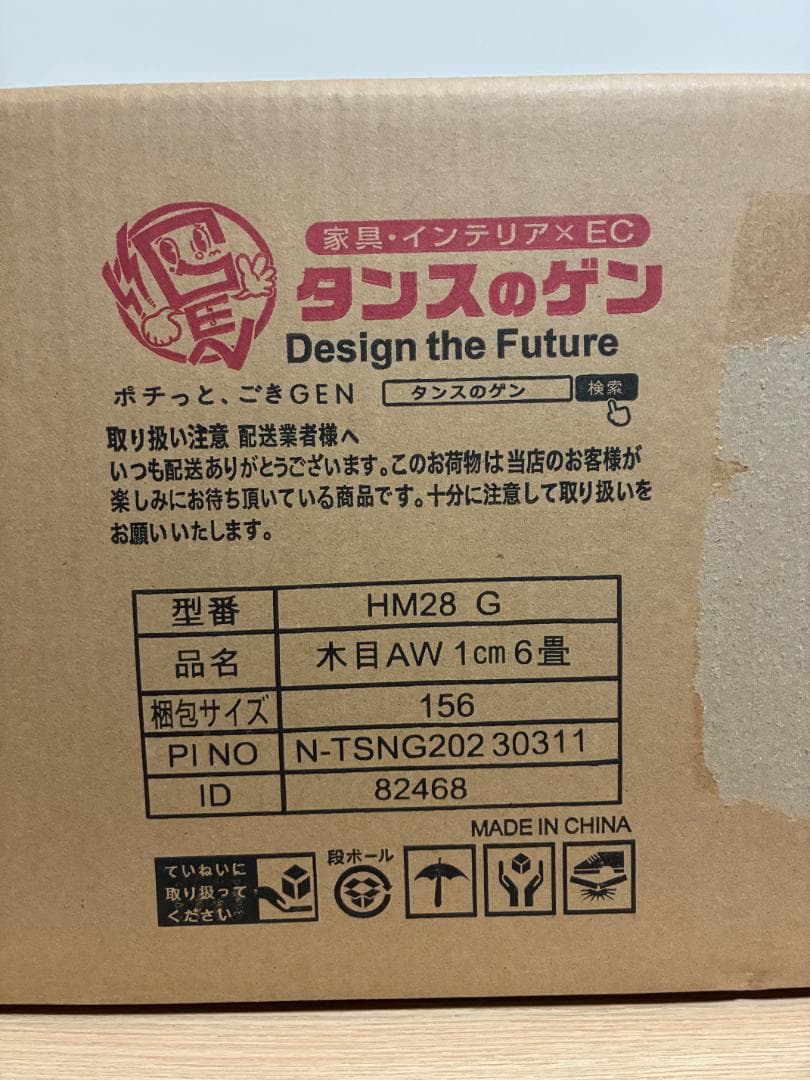 家具・インテリア×EC
タンスのゲン
GEN
Design the Future
ポチっと、ごきGEN タンスのゲン 検索
取り扱い注意 配送業者様へ
いつも配送ありがとうございます。このお荷物は当店のお客様が
楽しみにお待ち頂いている商品です。十分に注意して取り扱いを
お願いいたします。
型番 HM28 G
品名 木目AW 1cm 6畳
梱包サイズ 156
PI NO N-TSNG202 30311
ID 82468
MADE IN CHINA
ていねいに
取り扱って
ください
段ボール